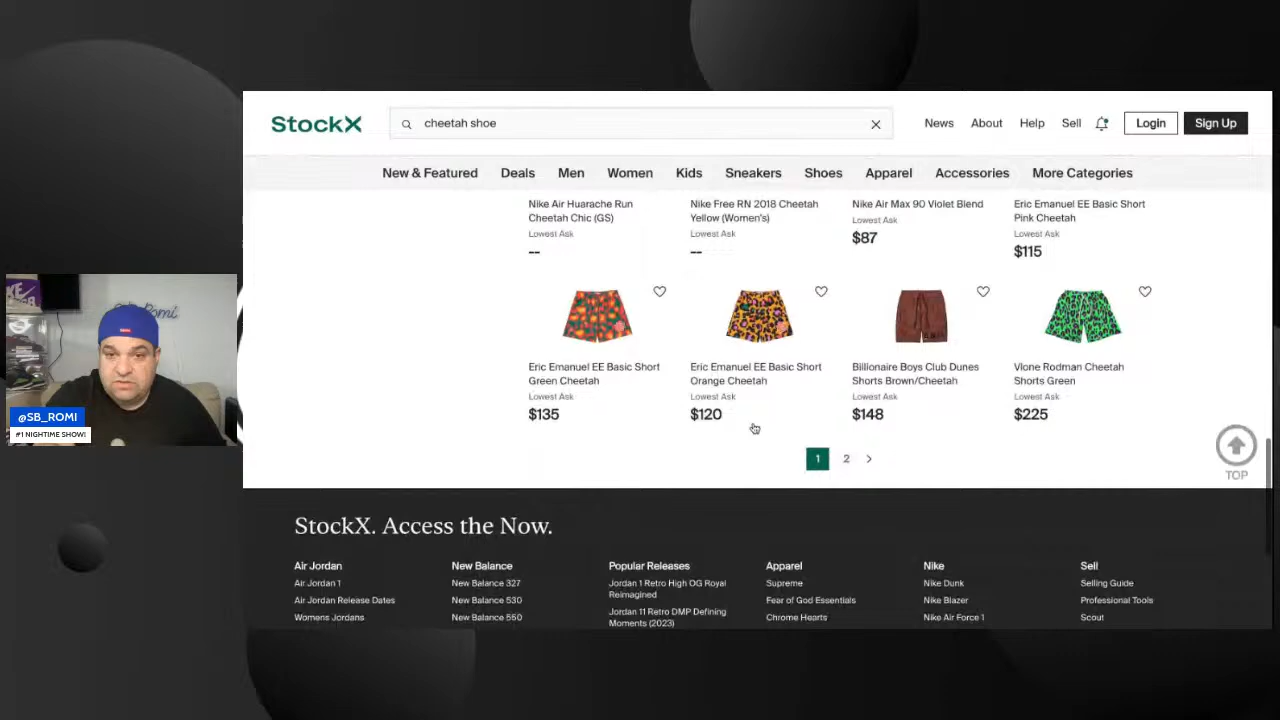 StockX
cheetah shoe
News
About
Help
Sell
Login
Sign Up
New & Featured
Deals
Men
Women
Kids
Sneakers
Shoes
Apparel
Accessories
More Categories
Nike Air Huarache Run
Cheetah Chic (GS)
Lowest Ask
--
Nike Free RN 2018 Cheetah
Yellow (Women's)
Lowest Ask
--
Nike Air Max 90 Violet Blend
Lowest Ask
$87
Eric Emanuel EE Basic Short
Pink Cheetah
Lowest Ask
$115
Eric Emanuel EE Basic Short
Green Cheetah
Lowest Ask
$135
Eric Emanuel EE Basic Short
Orange Cheetah
Lowest Ask
$120
Billionaire Boys Club Dunes
Shorts Brown/Cheetah
Lowest Ask
$148
Vlone Rodman Cheetah
Shorts Green
Lowest Ask
$225
@SB_ROMI
#1 NIGHTIME SHOW!
1
2
TOP
StockX. Access the Now.
Air Jordan
Air Jordan 1
Air Jordan Release Dates
Womens Jordans
New Balance
New Balance 327
New Balance 530
New Balance 550
Popular Releases
Jordan 1 Retro High OG Royal
Reimagined
Jordan 11 Retro DMP Defining
Moments (2023)
Apparel
Supreme
Fear of God Essentials
Chrome Hearts
Nike
Nike Dunk
Nike Blazer
Nike Air Force 1
Sell
Selling Guide
Professional Tools
Scout